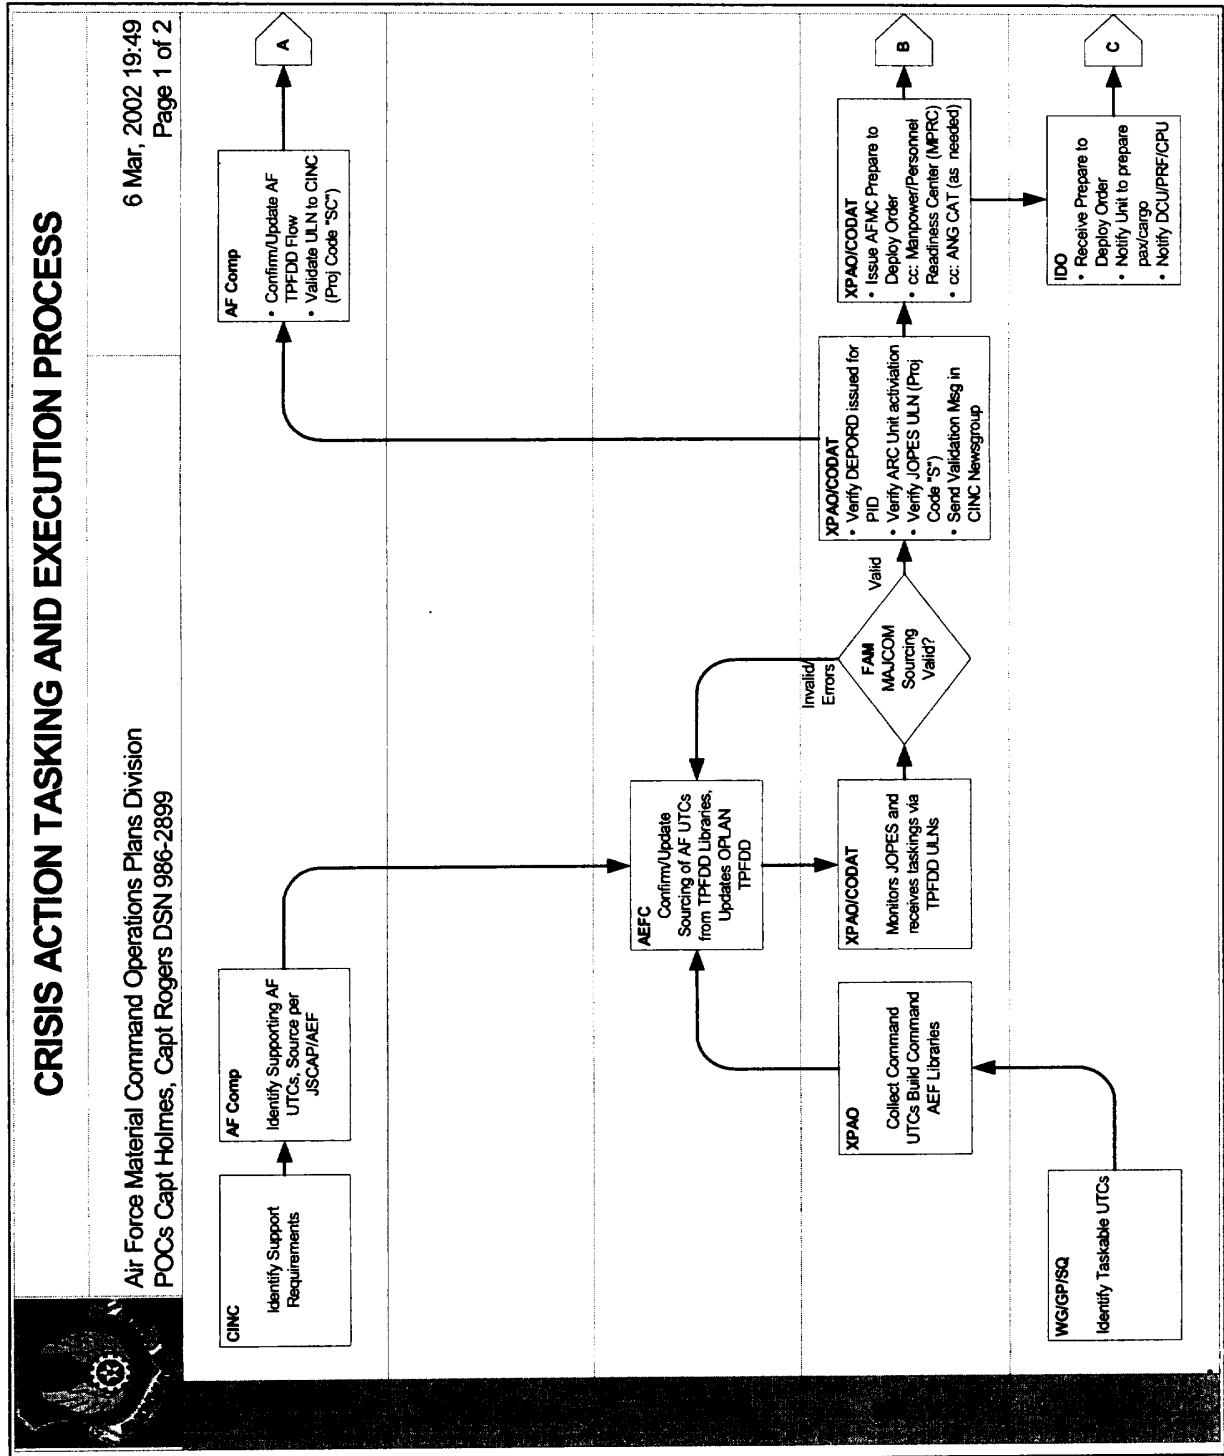 CRISIS ACTION TASKING AND EXECUTION PROCESS
Air Force Material Command Operations Plans Division
POCs Capt Holmes, Capt Rogers DSN 986-2899
6 Mar, 2002 19:49
Page 1 of 2
CINC
Identify Support
Requirements
AF Comp
Identify Supporting AF
UTCs, Source per
JSCAP/AEF
AF Comp
• Confirm/Update AF
TPFDD Flow
• Validate ULN to CINC
(Proj Code "SC")
A
AEFC
Confirm/Update
Sourcing of AF UTCs
from TPFDD Libraries,
Updates OPLAN
TPFDD
XPAO
Collect Command
UTCs Build Command
AEF Libraries
XPAO/CODAT
Monitors JOPES and
receives taskings via
TPFDD ULNs
Invalid/
Errors
FAM
MAJCOM
Sourcing
Valid?
Valid
XPAO/CODAT
• Verify DEPORD issued for
PID
• Verify ARC Unit activiation
• Verify JOPES ULN (Proj
Code "S")
• Send Validation Msg in
CINC Newsgroup
XPAO/CODAT
• Issue AFMC Prepare to
Deploy Order
• cc: Manpower/Personnel
Readiness Center (MPRC)
• cc: ANG CAT (as needed)
B
WG/GP/SQ
Identify Taskable UTCs
IDO
• Receive Prepare to
Deploy Order
• Notify Unit to prepare
pax/cargo
• Notify DCU/PRF/CPU
C